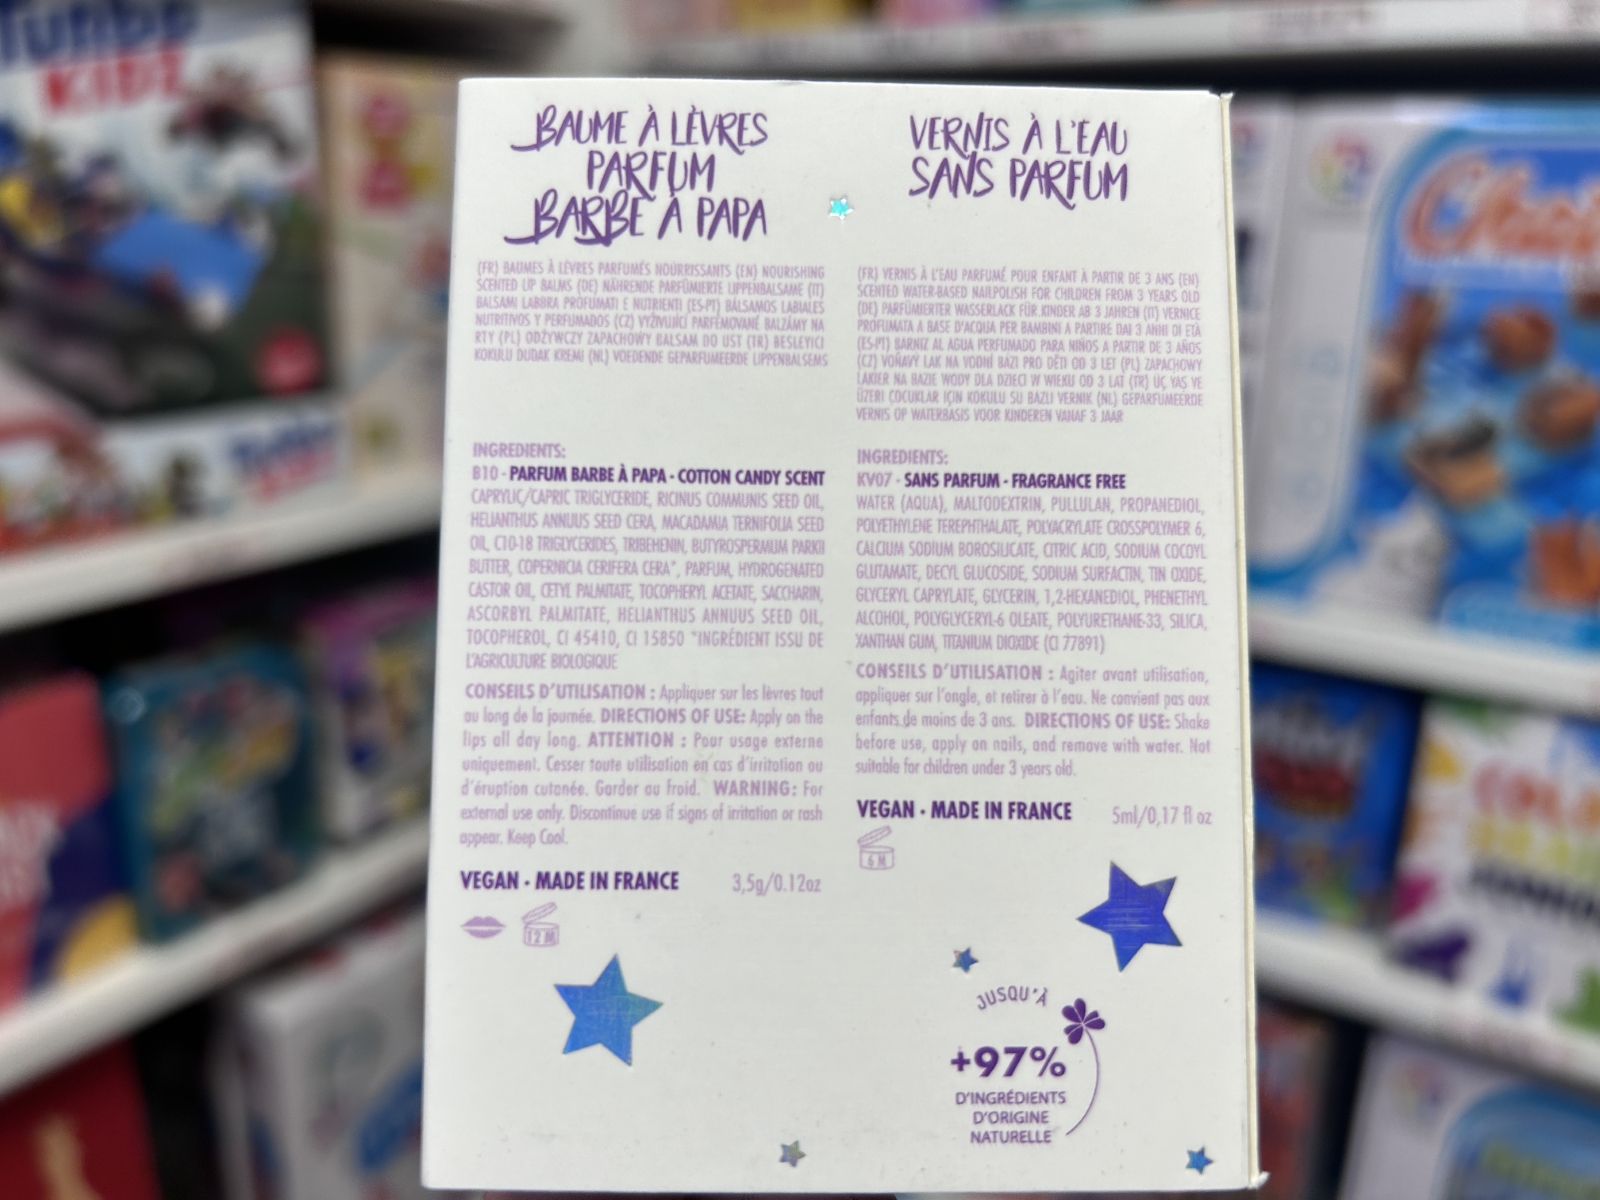 TURBO
KIDZ
BAUME À LÈVRES
PARFUM
BARBE À PAPA
(FR) BAUMES À LÈVRES PARFUMÉS NOURRISSANTS (EN) NOURISHING
SCENTED LIP BALMS (DE) NÄHRENDE PARFÜMIERTE LIPPENBALSAME (IT)
BALSAMI LABBRA PROFUMATI E NUTRIENTI (ES-PT) BÁLSAMOS LABIALES
NUTRITIVOS Y PERFUMADOS (CZ) VYŽIVUJÍCÍ PARFÉMOVANÉ BALZÁMY NA
RTY (PL) ODŻYWCZY ZAPACHOWY BALSAM DO UST (TR) BESLEYICI
KOKULU DUDAK KREMI (NL) VOEDENDE GEPARFUMEERDE LIPPENBALSEMS
INGREDIENTS:
B10 - PARFUM BARBE À PAPA - COTTON CANDY SCENT
CAPRYLIC/CAPRIC TRIGLYCERIDE, RICINUS COMMUNIS SEED OIL,
HELIANTHUS ANNUUS SEED CERA, MACADAMIA TERNIFOLIA SEED
OIL, C10-18 TRIGLYCERIDES, TRIBEHENIN, BUTYROSPERMUM PARKII
BUTTER, COPERNICIA CERIFERA CERA*, PARFUM, HYDROGENATED
CASTOR OIL, CETYL PALMITATE, TOCOPHERYL ACETATE, SACCHARIN,
ASCORBYL PALMITATE, HELIANTHUS ANNUUS SEED OIL,
TOCOPHEROL, CI 45410, CI 15850 *INGRÉDIENT ISSU DE
L'AGRICULTURE BIOLOGIQUE
CONSEILS D'UTILISATION : Appliquer sur les lèvres tout
au long de la journée. DIRECTIONS OF USE: Apply on the
lips all day long. ATTENTION : Pour usage externe
uniquement. Cesser toute utilisation en cas d'irritation ou
d'éruption cutanée. Garder au froid. WARNING: For
external use only. Discontinue use if signs of irritation or rash
appear. Keep Cool.
VEGAN - MADE IN FRANCE 3,5g/0.12oz
12 M
VERNIS À L'EAU
SANS PARFUM
(FR) VERNIS À L'EAU PARFUMÉ POUR ENFANT À PARTIR DE 3 ANS (EN)
SCENTED WATER-BASED NAILPOLISH FOR CHILDREN FROM 3 YEARS OLD
(DE) PARFÜMIERTER WASSERLACK FÜR KINDER AB 3 JAHREN (IT) VERNICE
PROFUMATA A BASE D'ACQUA PER BAMBINI A PARTIRE DAI 3 ANNI DI ETÀ
(ES-PT) BARNIZ AL AGUA PERFUMADO PARA NIÑOS A PARTIR DE 3 AÑOS
(CZ) VOŇAVÝ LAK NA VODNÍ BÁZI PRO DĚTI OD 3 LET (PL) ZAPACHOWY
LAKIER NA BAZIE WODY DLA DZIECI W WIEKU OD 3 LAT (TR) ÜÇ YAŞ VE
ÜZERI ÇOCUKLAR IÇIN KOKULU SU BAZLI VERNIK (NL) GEPARFUMEERDE
VERNIS OP WATERBASIS VOOR KINDEREN VANAF 3 JAAR
INGREDIENTS:
KV07 - SANS PARFUM - FRAGRANCE FREE
WATER (AQUA), MALTODEXTRIN, PULLULAN, PROPANEDIOL,
POLYETHYLENE TEREPHTHALATE, POLYACRYLATE CROSSPOLYMER 6,
CALCIUM SODIUM BOROSILICATE, CITRIC ACID, SODIUM COCOYL
GLUTAMATE, DECYL GLUCOSIDE, SODIUM SURFACTIN, TIN OXIDE,
GLYCERYL CAPRYLATE, GLYCERIN, 1,2-HEXANEDIOL, PHENETHYL
ALCOHOL, POLYGLYCERYL-6 OLEATE, POLYURETHANE-33, SILICA,
XANTHAN GUM, TITANIUM DIOXIDE (CI 77891)
CONSEILS D'UTILISATION : Agiter avant utilisation,
appliquer sur l'ongle, et retirer à l'eau. Ne convient pas aux
enfants de moins de 3 ans. DIRECTIONS OF USE: Shake
before use, apply on nails, and remove with water. Not
suitable for children under 3 years old.
VEGAN - MADE IN FRANCE 5ml/0,17 fl oz
6 M
JUSQU'À
+97%
D'INGRÉDIENTS
D'ORIGINE
NATURELLE